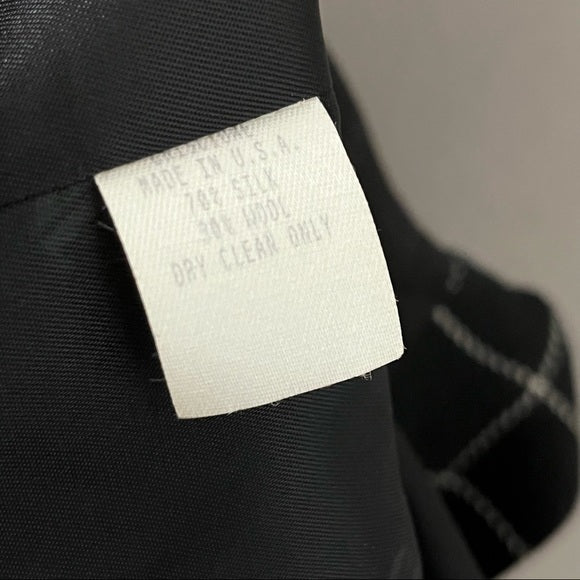 MADE IN U.S.A.
70% SILK
30% WOOL
DRY CLEAN ONLY